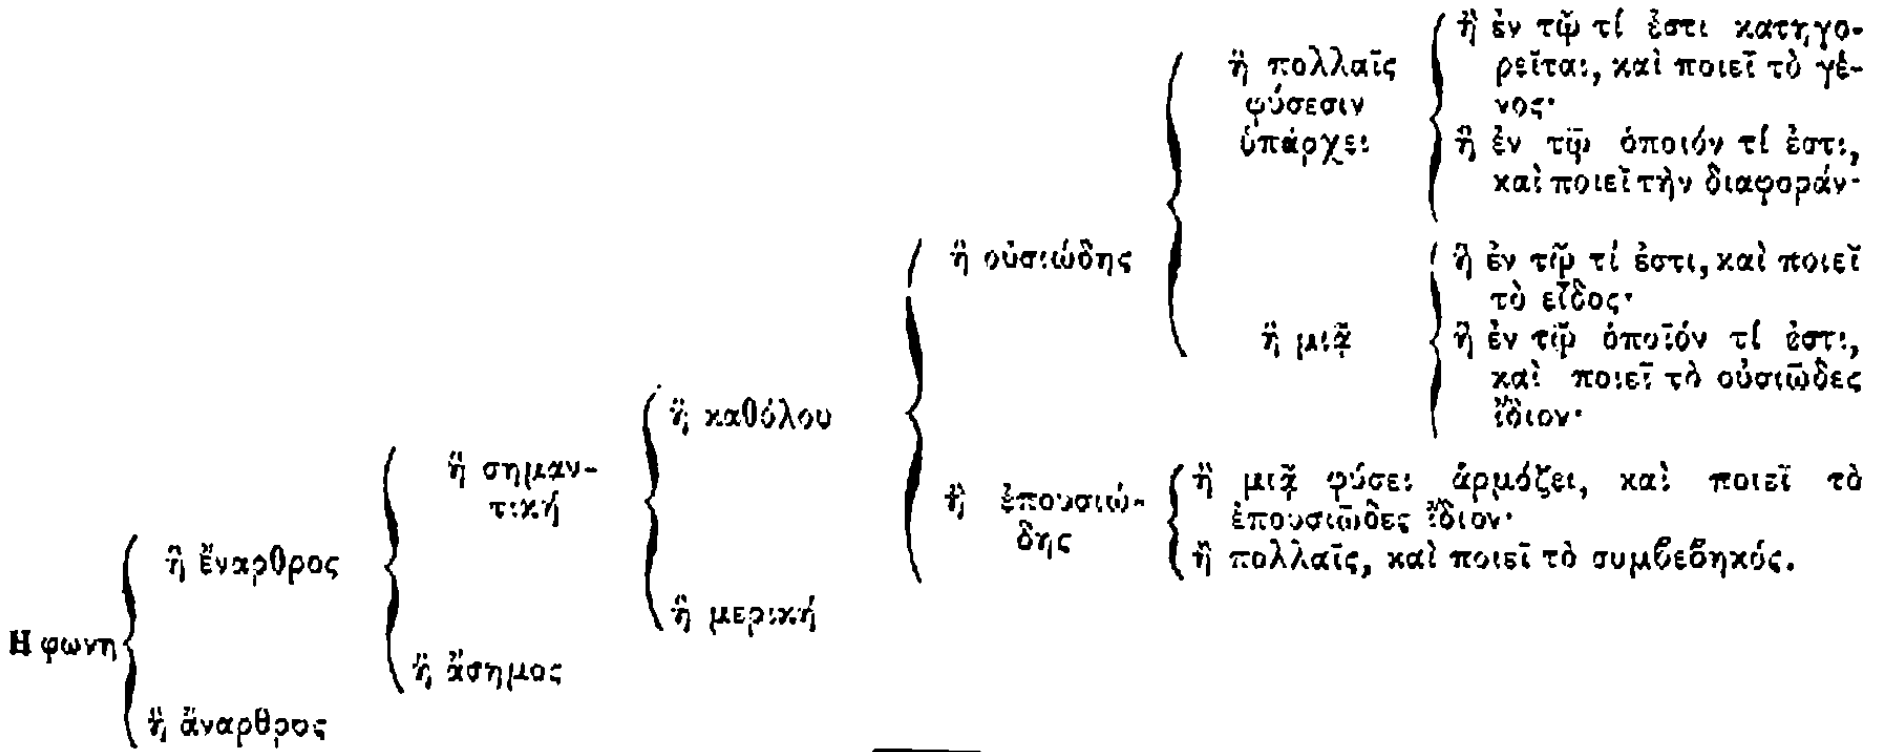 ἢ ἐν τῷ τί ἐστι κατηγο-
ρεῖται, καὶ ποιεῖ τὸ γέ-
νος·
ἢ ἐν τῷ ὁποιόν τί ἐστι,
καὶ ποιεῖ τὴν διαφοράν·
ἢ πολλαῖς
φύσεσιν
ὑπάρχει
ἢ ἐν τῷ τί ἐστι, καὶ ποιεῖ
τὸ εἶδος·
ἢ ἐν τῷ ὁποῖόν τί ἐστι,
καὶ ποιεῖ τὸ οὐσιῶδες
ἴδιον·
ἢ μιᾷ
ἢ οὐσιώδης
ἢ μιᾷ φύσει ἁρμόζει, καὶ ποιεῖ τὸ
ἐπουσιῶδες ἴδιον·
ἢ πολλαῖς, καὶ ποιεῖ τὸ συμβεβηκός.
ἢ ἐπουσιώ-
δης
ἢ καθόλου
ἢ μερική
ἢ σημαν-
τική
ἢ ἄσημος
ἢ ἔναρθρος
Η φωνη
ἢ ἄναρθρος